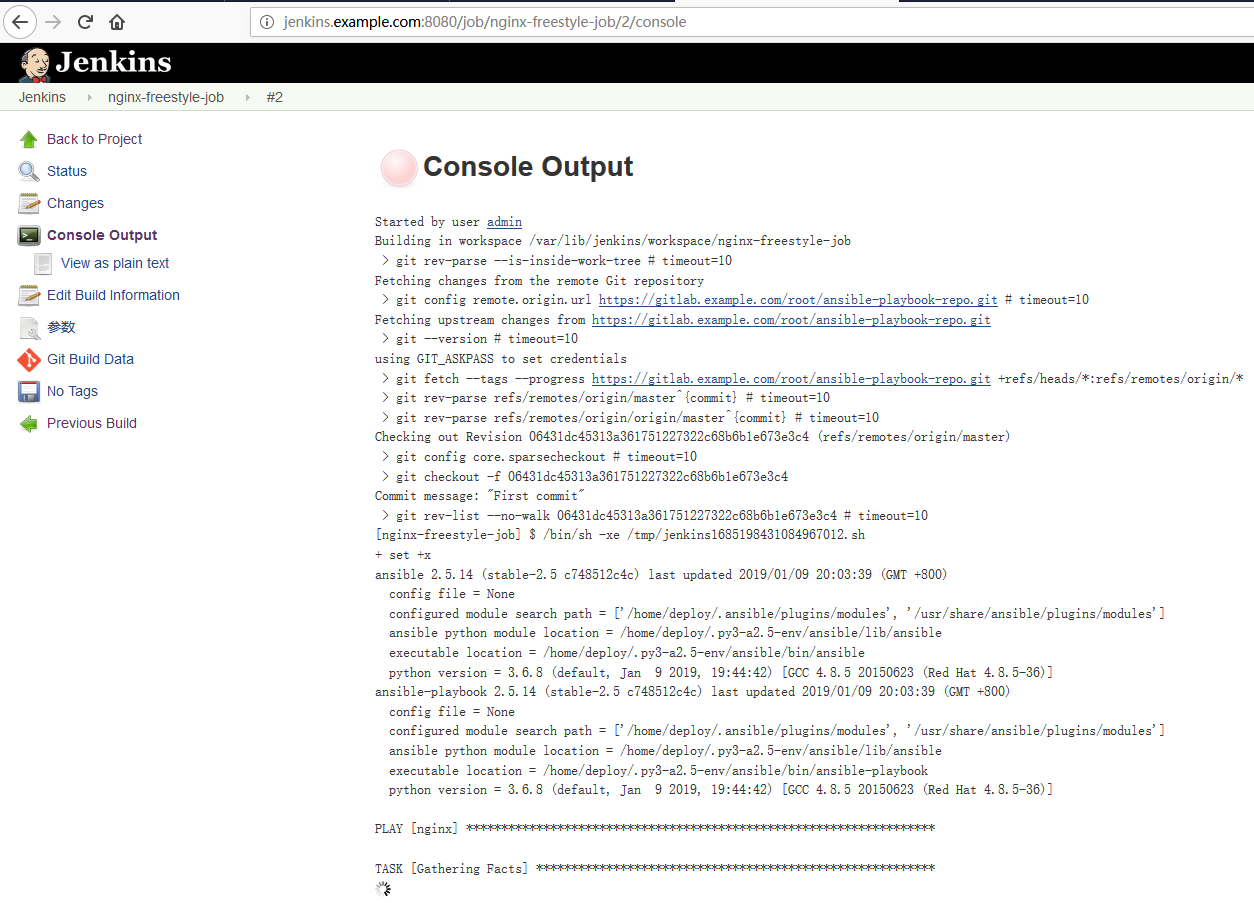 jenkins.example.com:8080/job/nginx-freestyle-job/2/console
Jenkins
Jenkins nginx-freestyle-job #2
Back to Project
Status
Changes
Console Output
View as plain text
Edit Build Information
参数
Git Build Data
No Tags
Previous Build
Console Output
Started by user admin
Building in workspace /var/lib/jenkins/workspace/nginx-freestyle-job
 > git rev-parse --is-inside-work-tree # timeout=10
Fetching changes from the remote Git repository
 > git config remote.origin.url https://gitlab.example.com/root/ansible-playbook-repo.git # timeout=10
Fetching upstream changes from https://gitlab.example.com/root/ansible-playbook-repo.git
 > git --version # timeout=10
using GIT_ASKPASS to set credentials
 > git fetch --tags --progress https://gitlab.example.com/root/ansible-playbook-repo.git +refs/heads/*:refs/remotes/origin/*
 > git rev-parse refs/remotes/origin/master^{commit} # timeout=10
 > git rev-parse refs/remotes/origin/origin/master^{commit} # timeout=10
Checking out Revision 06431dc45313a361751227322c68b6b1e673e3c4 (refs/remotes/origin/master)
 > git config core.sparsecheckout # timeout=10
 > git checkout -f 06431dc45313a361751227322c68b6b1e673e3c4
Commit message: "First commit"
 > git rev-list --no-walk 06431dc45313a361751227322c68b6b1e673e3c4 # timeout=10
[nginx-freestyle-job] $ /bin/sh -xe /tmp/jenkins1685198431084967012.sh
+ set +x
ansible 2.5.14 (stable-2.5 c748512c4c) last updated 2019/01/09 20:03:39 (GMT +800)
  config file = None
  configured module search path = ['/home/deploy/.ansible/plugins/modules', '/usr/share/ansible/plugins/modules']
  ansible python module location = /home/deploy/.py3-a2.5-env/ansible/lib/ansible
  executable location = /home/deploy/.py3-a2.5-env/ansible/bin/ansible
  python version = 3.6.8 (default, Jan  9 2019, 19:44:42) [GCC 4.8.5 20150623 (Red Hat 4.8.5-36)]
ansible-playbook 2.5.14 (stable-2.5 c748512c4c) last updated 2019/01/09 20:03:39 (GMT +800)
  config file = None
  configured module search path = ['/home/deploy/.ansible/plugins/modules', '/usr/share/ansible/plugins/modules']
  ansible python module location = /home/deploy/.py3-a2.5-env/ansible/lib/ansible
  executable location = /home/deploy/.py3-a2.5-env/ansible/bin/ansible-playbook
  python version = 3.6.8 (default, Jan  9 2019, 19:44:42) [GCC 4.8.5 20150623 (Red Hat 4.8.5-36)]
PLAY [nginx] *******************************************************************
TASK [Gathering Facts] *********************************************************